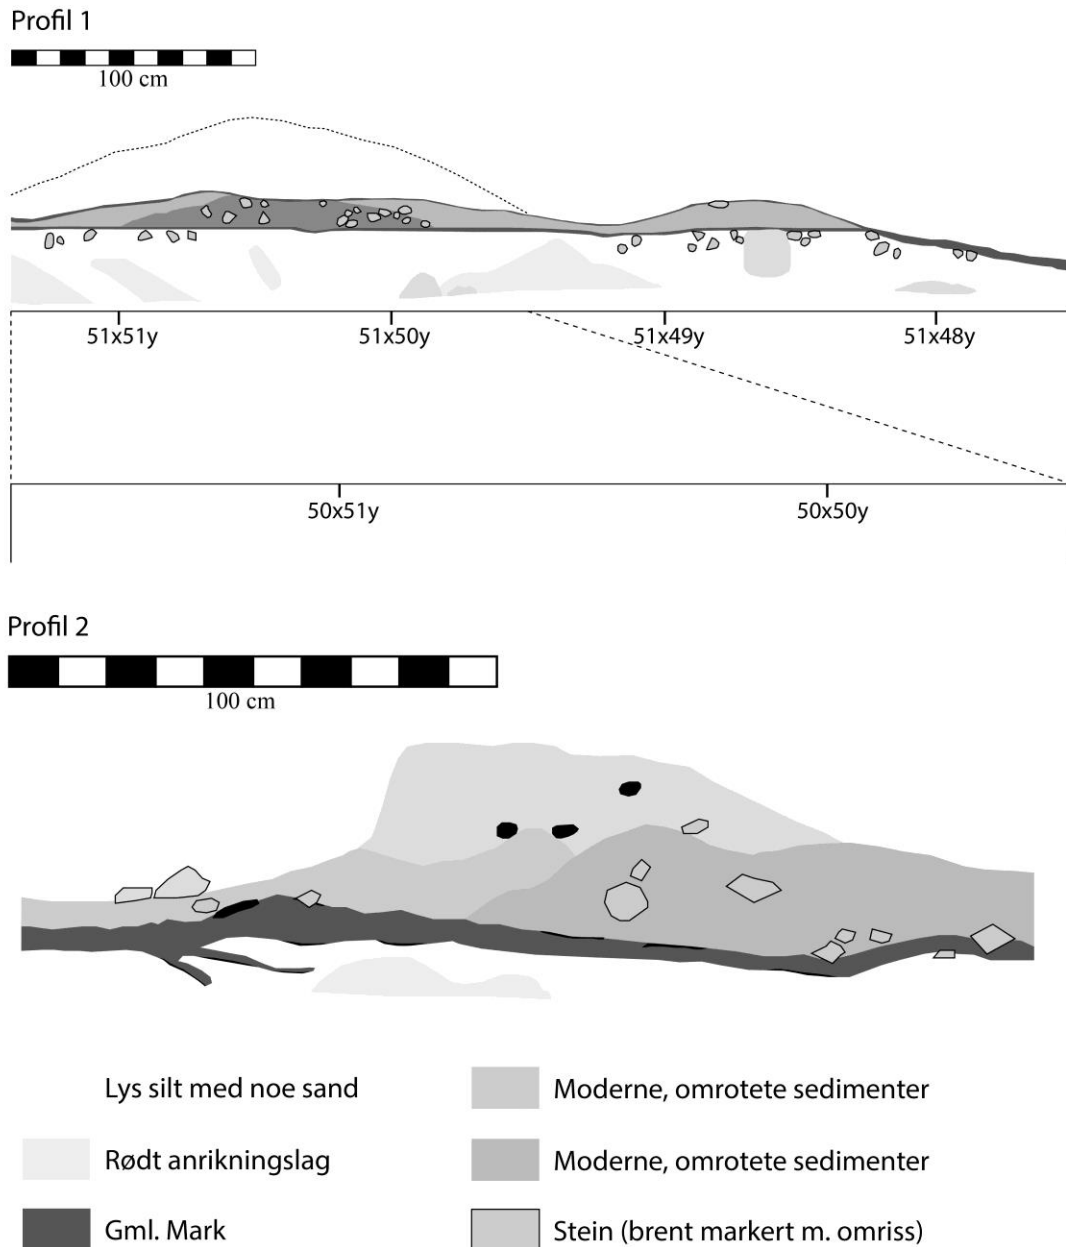 Profil 1
100 cm
51x51y
51x50y
51x49y
51x48y
50x51y
50x50y
Profil 2
100 cm
Lys silt med noe sand
Moderne, omrotete sedimenter
Rødt anrikningslag
Moderne, omrotete sedimenter
Gml. Mark
Stein (brent markert m. omriss)